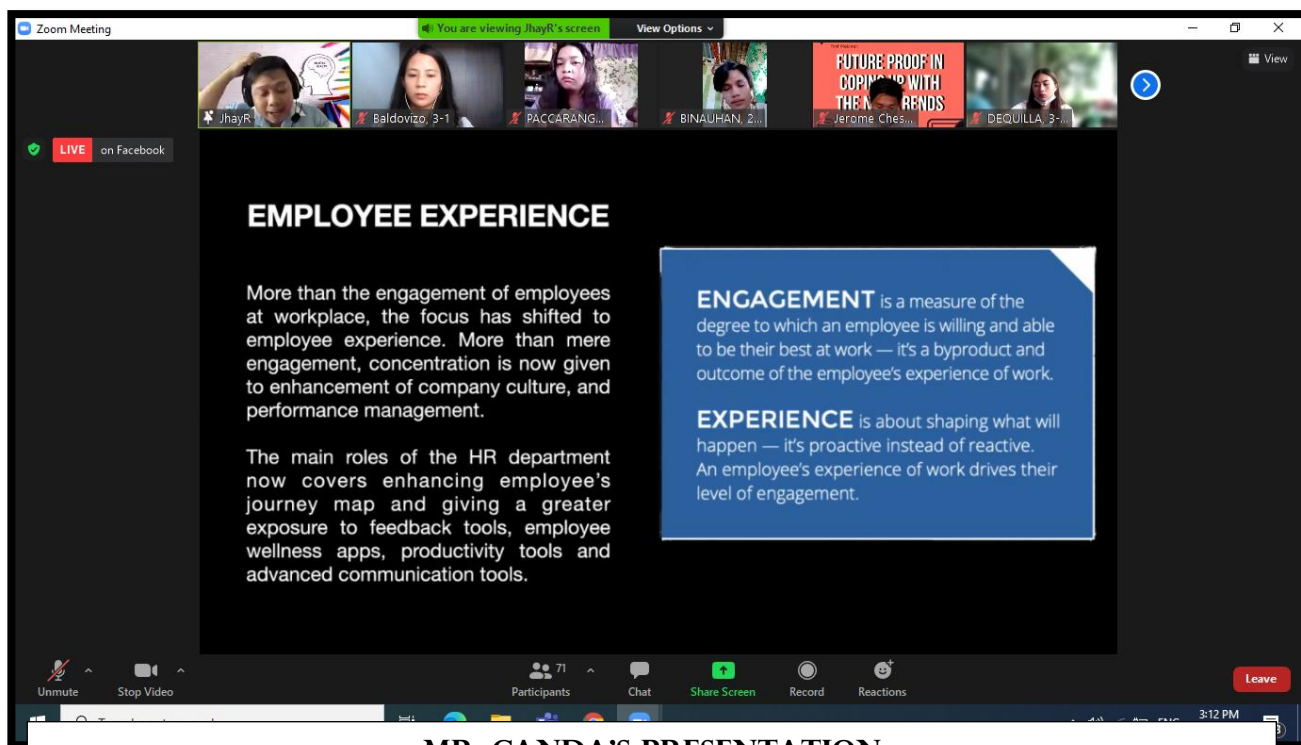 Zoom Meeting
You are viewing JhayR's screen
View Options
View
JhayR
Baldovizo, 3-1
PACCARANG...
BINAUHAN, 2...
FUTURE PROOF IN
WITH
Jerome Ches...
DEQUILLA, 3-...
LIVE on Facebook
EMPLOYEE EXPERIENCE
More than the engagement of employees
at workplace, the focus has shifted to
employee experience. More than mere
engagement, concentration is now given
to enhancement of company culture, and
performance management.
The main roles of the HR department
now covers enhancing employee's
journey map and giving a greater
exposure to feedback tools, employee
wellness apps, productivity tools and
advanced communication tools.
ENGAGEMENT is a measure of the
degree to which an employee is willing and able
to be their best at work — it's a byproduct and
outcome of the employee's experience of work.
EXPERIENCE is about shaping what will
happen — it's proactive instead of reactive.
An employee's experience of work drives their
level of engagement.
Unmute
Stop Video
71
Participants
Chat
Share Screen
Record
Reactions
Leave
3:12 PM
MR. CANDA'S PRESENTATION